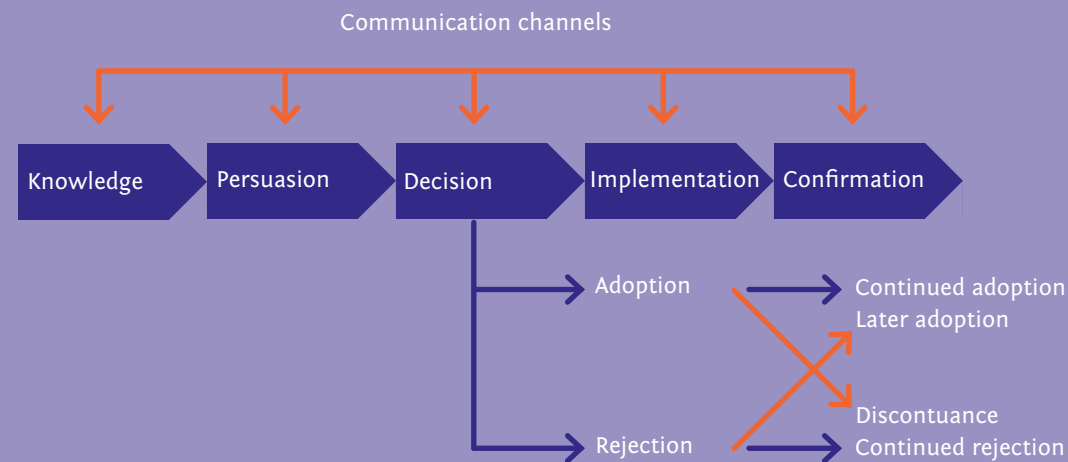 Communication channels
Knowledge
Persuasion
Decision
Implementation
Confirmation
Adoption
Continued adoption
Later adoption
Discontuance
Rejection
Continued rejection